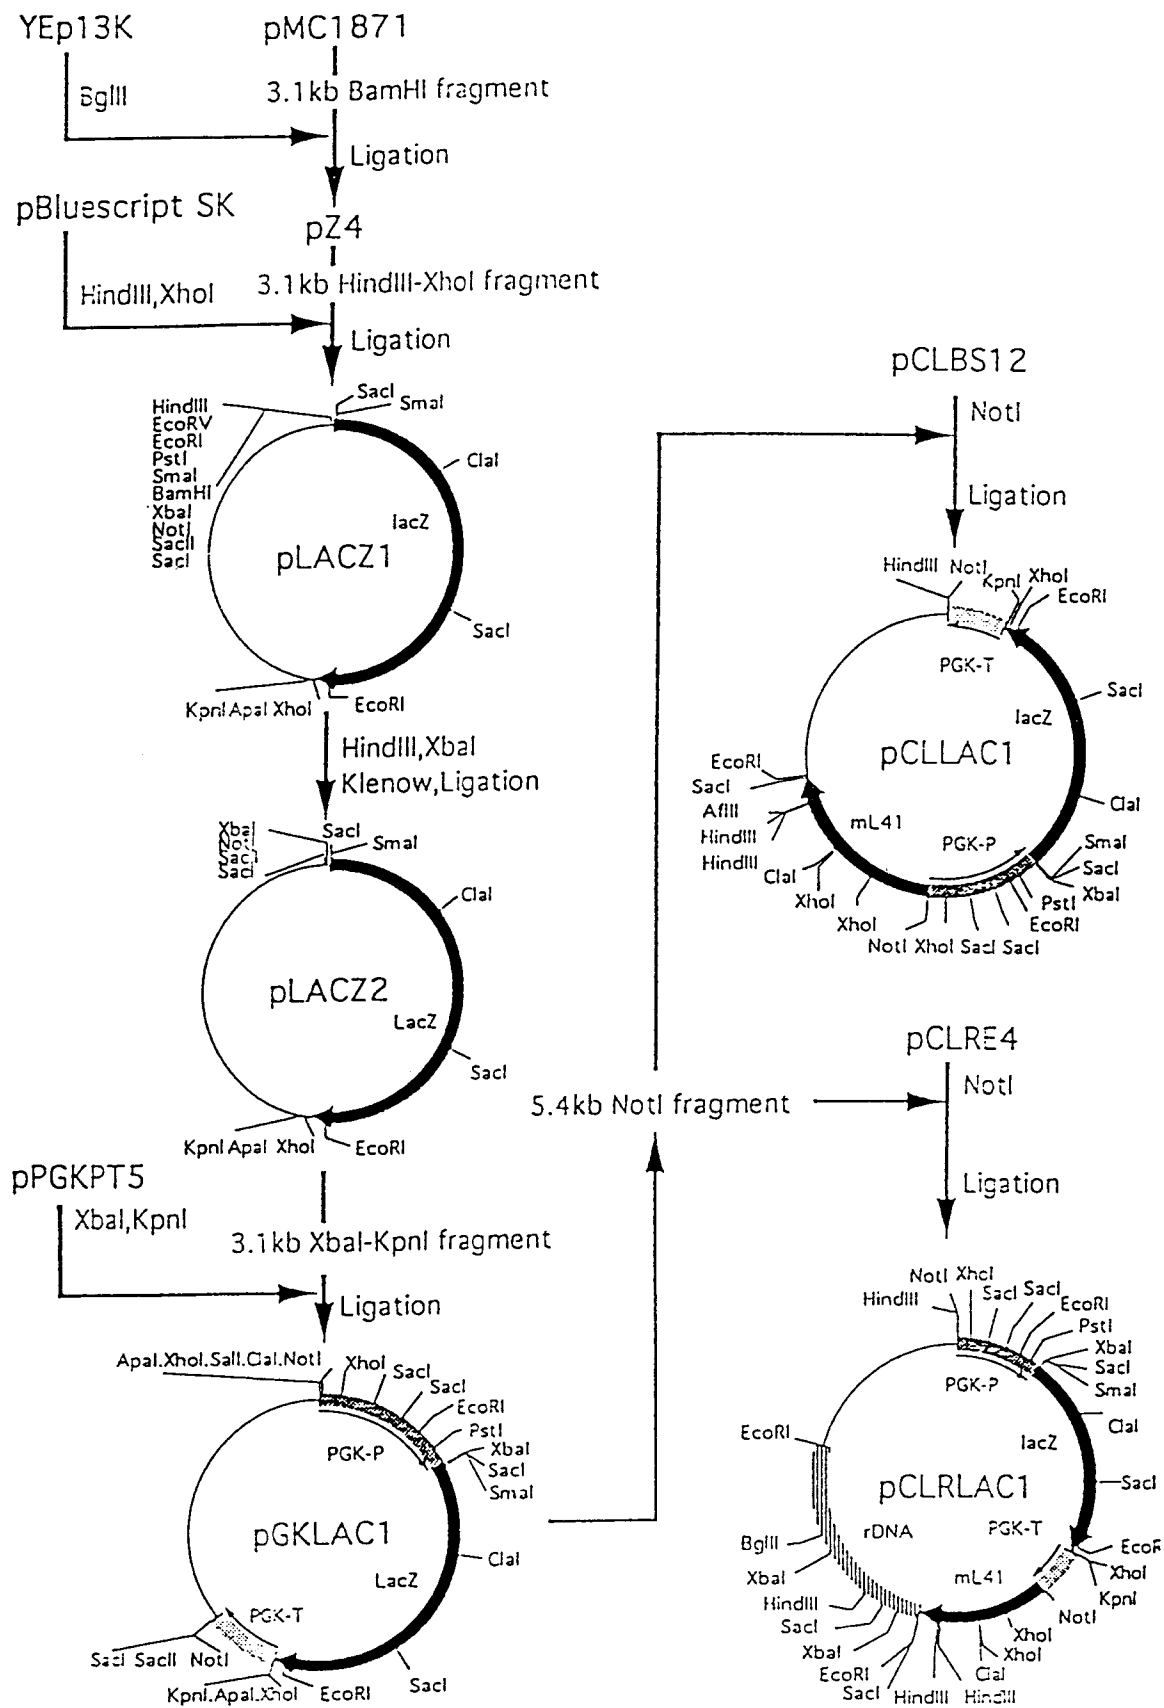 YEp13K
pMC1871
BglII
3.1kb BamHI fragment
Ligation
pBluescript SK
pZ4
HindIII,XhoI
3.1kb HindIII-XhoI fragment
Ligation
SacI
SmaI
HindIII
EcoRV
EcoRI
PstI
SmaI
BamHI
XbaI
NotI
SacII
SacI
ClaI
lacZ
pLACZ1
SacI
KpnI ApaI XhoI
EcoRI
HindIII,XbaI
Klenow,Ligation
XbaI
NotI
SacII
SacI
SacI
SmaI
ClaI
pLACZ2
LacZ
SacI
KpnI ApaI XhoI
EcoRI
pPGKPT5
XbaI,KpnI
3.1kb XbaI-KpnI fragment
Ligation
ApaI.XhoI.SalI.ClaI.NotI
XhoI
SacI
SacI
EcoRI
PstI
XbaI
SacI
SmaI
PGK-P
pGKLAC1
ClaI
LacZ
PGK-T
SacI SacII NotI
SacI
KpnI.ApaI.XhoI
EcoRI
5.4kb NotI fragment
pCLBS12
NotI
Ligation
HindIII NotI
KpnI
XhoI
EcoRI
PGK-T
SacI
lacZ
pCLLAC1
EcoRI
SacI
AflII
HindIII
HindIII
ClaI
XhoI
XhoI
mL41
PGK-P
ClaI
SmaI
SacI
XbaI
PstI
EcoRI
NotI XhoI SacI SacI
pCLRE4
NotI
Ligation
NotI XhoI
HindIII
SacI
SacI
EcoRI
PstI
XbaI
SacI
SmaI
PGK-P
ClaI
lacZ
EcoRI
pCLRLAC1
SacI
rDNA
PGK-T
BglII
XbaI
HindIII
SacI
XbaI
EcoRI
SacI
mL41
EcoR
XhoI
KpnI
NotI
XhoI
XhoI
ClaI
HindIII
HindIII